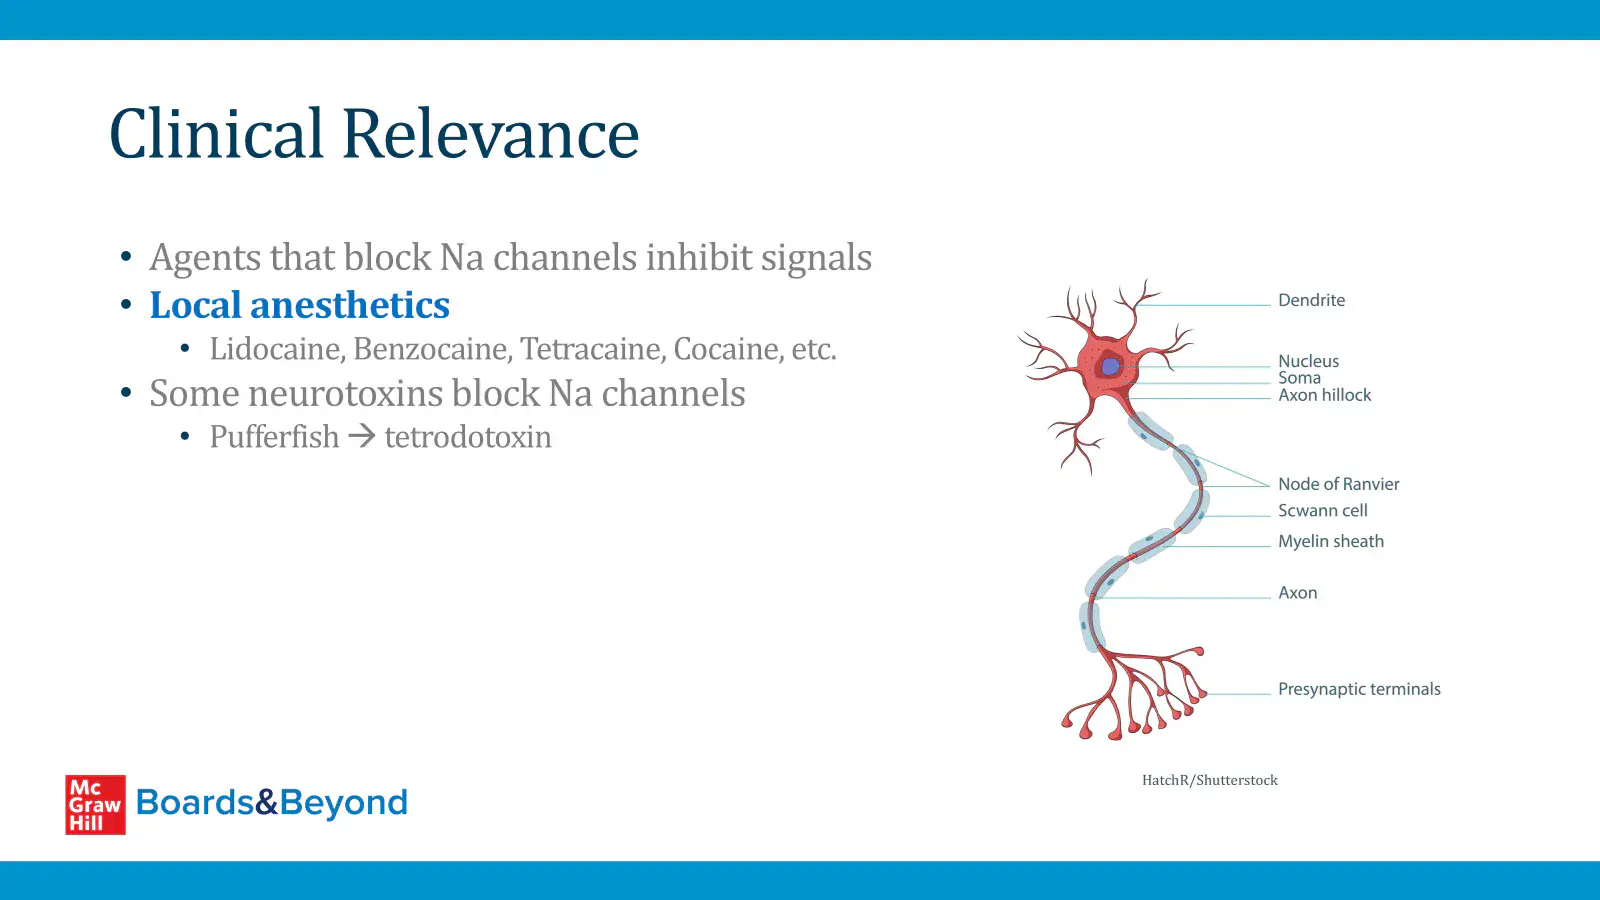 Clinical Relevance
• Agents that block Na channels inhibit signals
• Local anesthetics
• Lidocaine, Benzocaine, Tetracaine, Cocaine, etc.
• Some neurotoxins block Na channels
• Pufferfish → tetrodotoxin
Dendrite
Nucleus
Soma
Axon hillock
Node of Ranvier
Scwann cell
Myelin sheath
Axon
Presynaptic terminals
HatchR/Shutterstock
Mc
Graw
Hill
Boards&Beyond